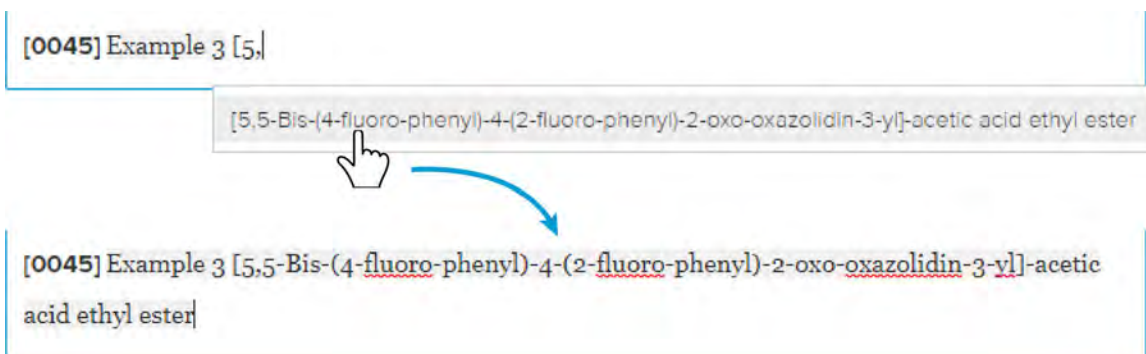 [0045] Example 3 [5,
[5,5-Bis-(4-fluoro-phenyl)-4-(2-fluoro-phenyl)-2-oxo-oxazolidin-3-yl]-acetic acid ethyl ester
[0045] Example 3 [5,5-Bis-(4-fluoro-phenyl)-4-(2-fluoro-phenyl)-2-oxo-oxazolidin-3-yl]-acetic
acid ethyl ester